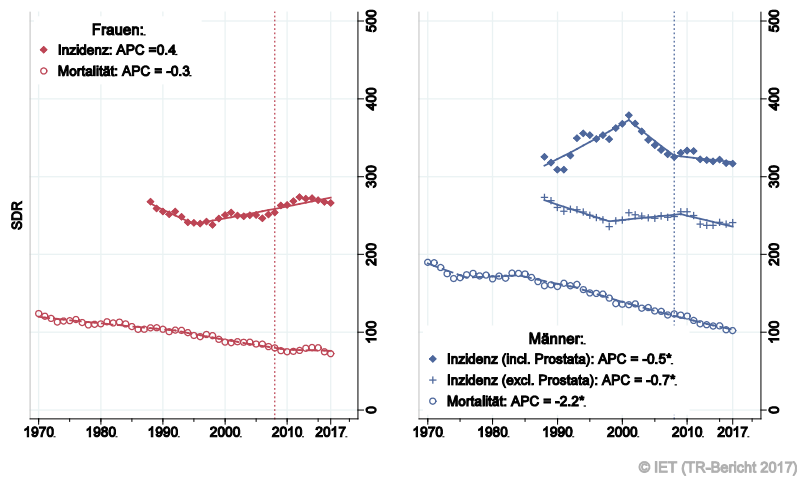 Frauen:
Inzidenz: APC =0.4
Mortalität: APC = -0.3
SDR
500
400
300
200
100
0
1970 1980 1990 2000 2010 2017
Männer:
Inzidenz (incl. Prostata): APC = -0.5*
Inzidenz (excl. Prostata): APC = -0.7*
Mortalität: APC = -2.2*
500
400
300
200
100
0
1970 1980 1990 2000 2010 2017
© IET (TR-Bericht 2017)